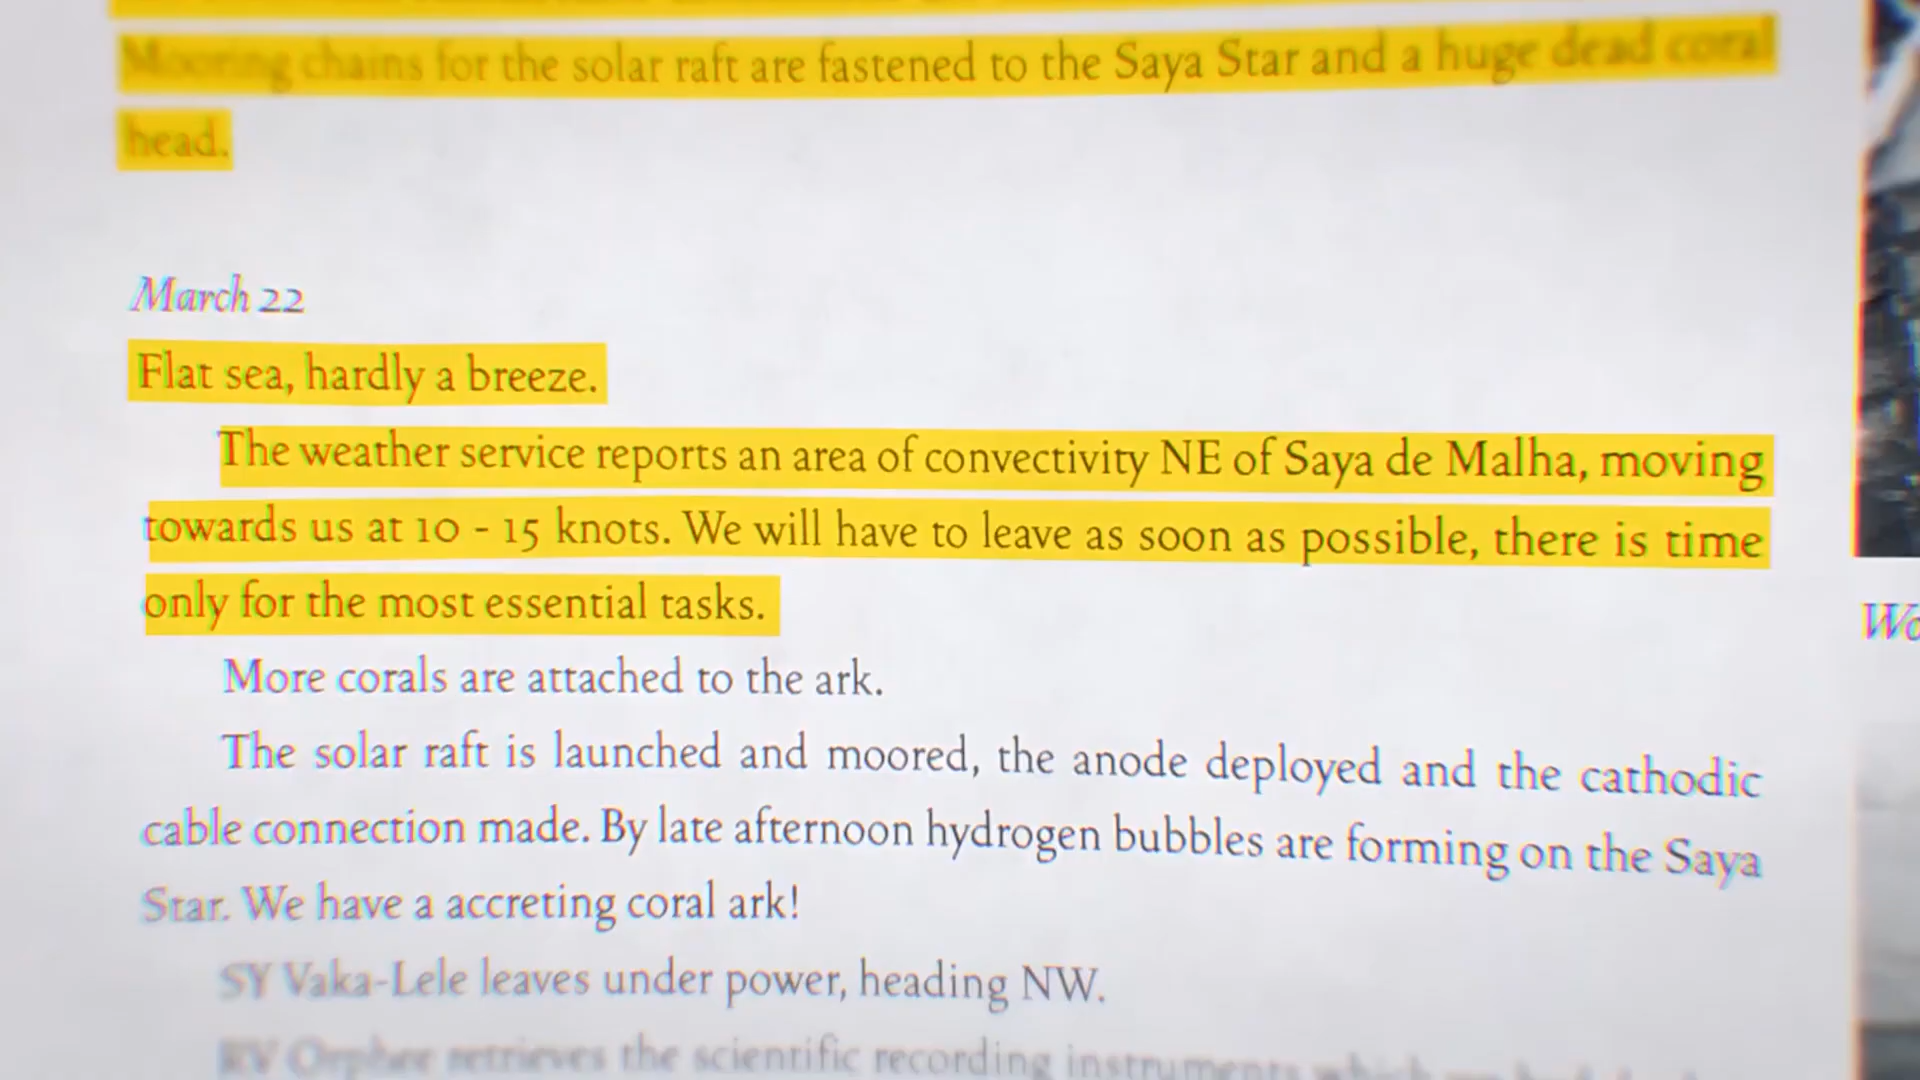 Mooring chains for the solar raft are fastened to the Saya Star and a huge dead coral
head.
March 22
Flat sea, hardly a breeze.
The weather service reports an area of convectivity NE of Saya de Malha, moving
towards us at 10 - 15 knots. We will have to leave as soon as possible, there is time
only for the most essential tasks.
More corals are attached to the ark.
The solar raft is launched and moored, the anode deployed and the cathodic
cable connection made. By late afternoon hydrogen bubbles are forming on the Saya
Star. We have a accreting coral ark!
SY Vaka-Lele leaves under power, heading NW.
RV Orphee retrieves the scientific recording instruments which